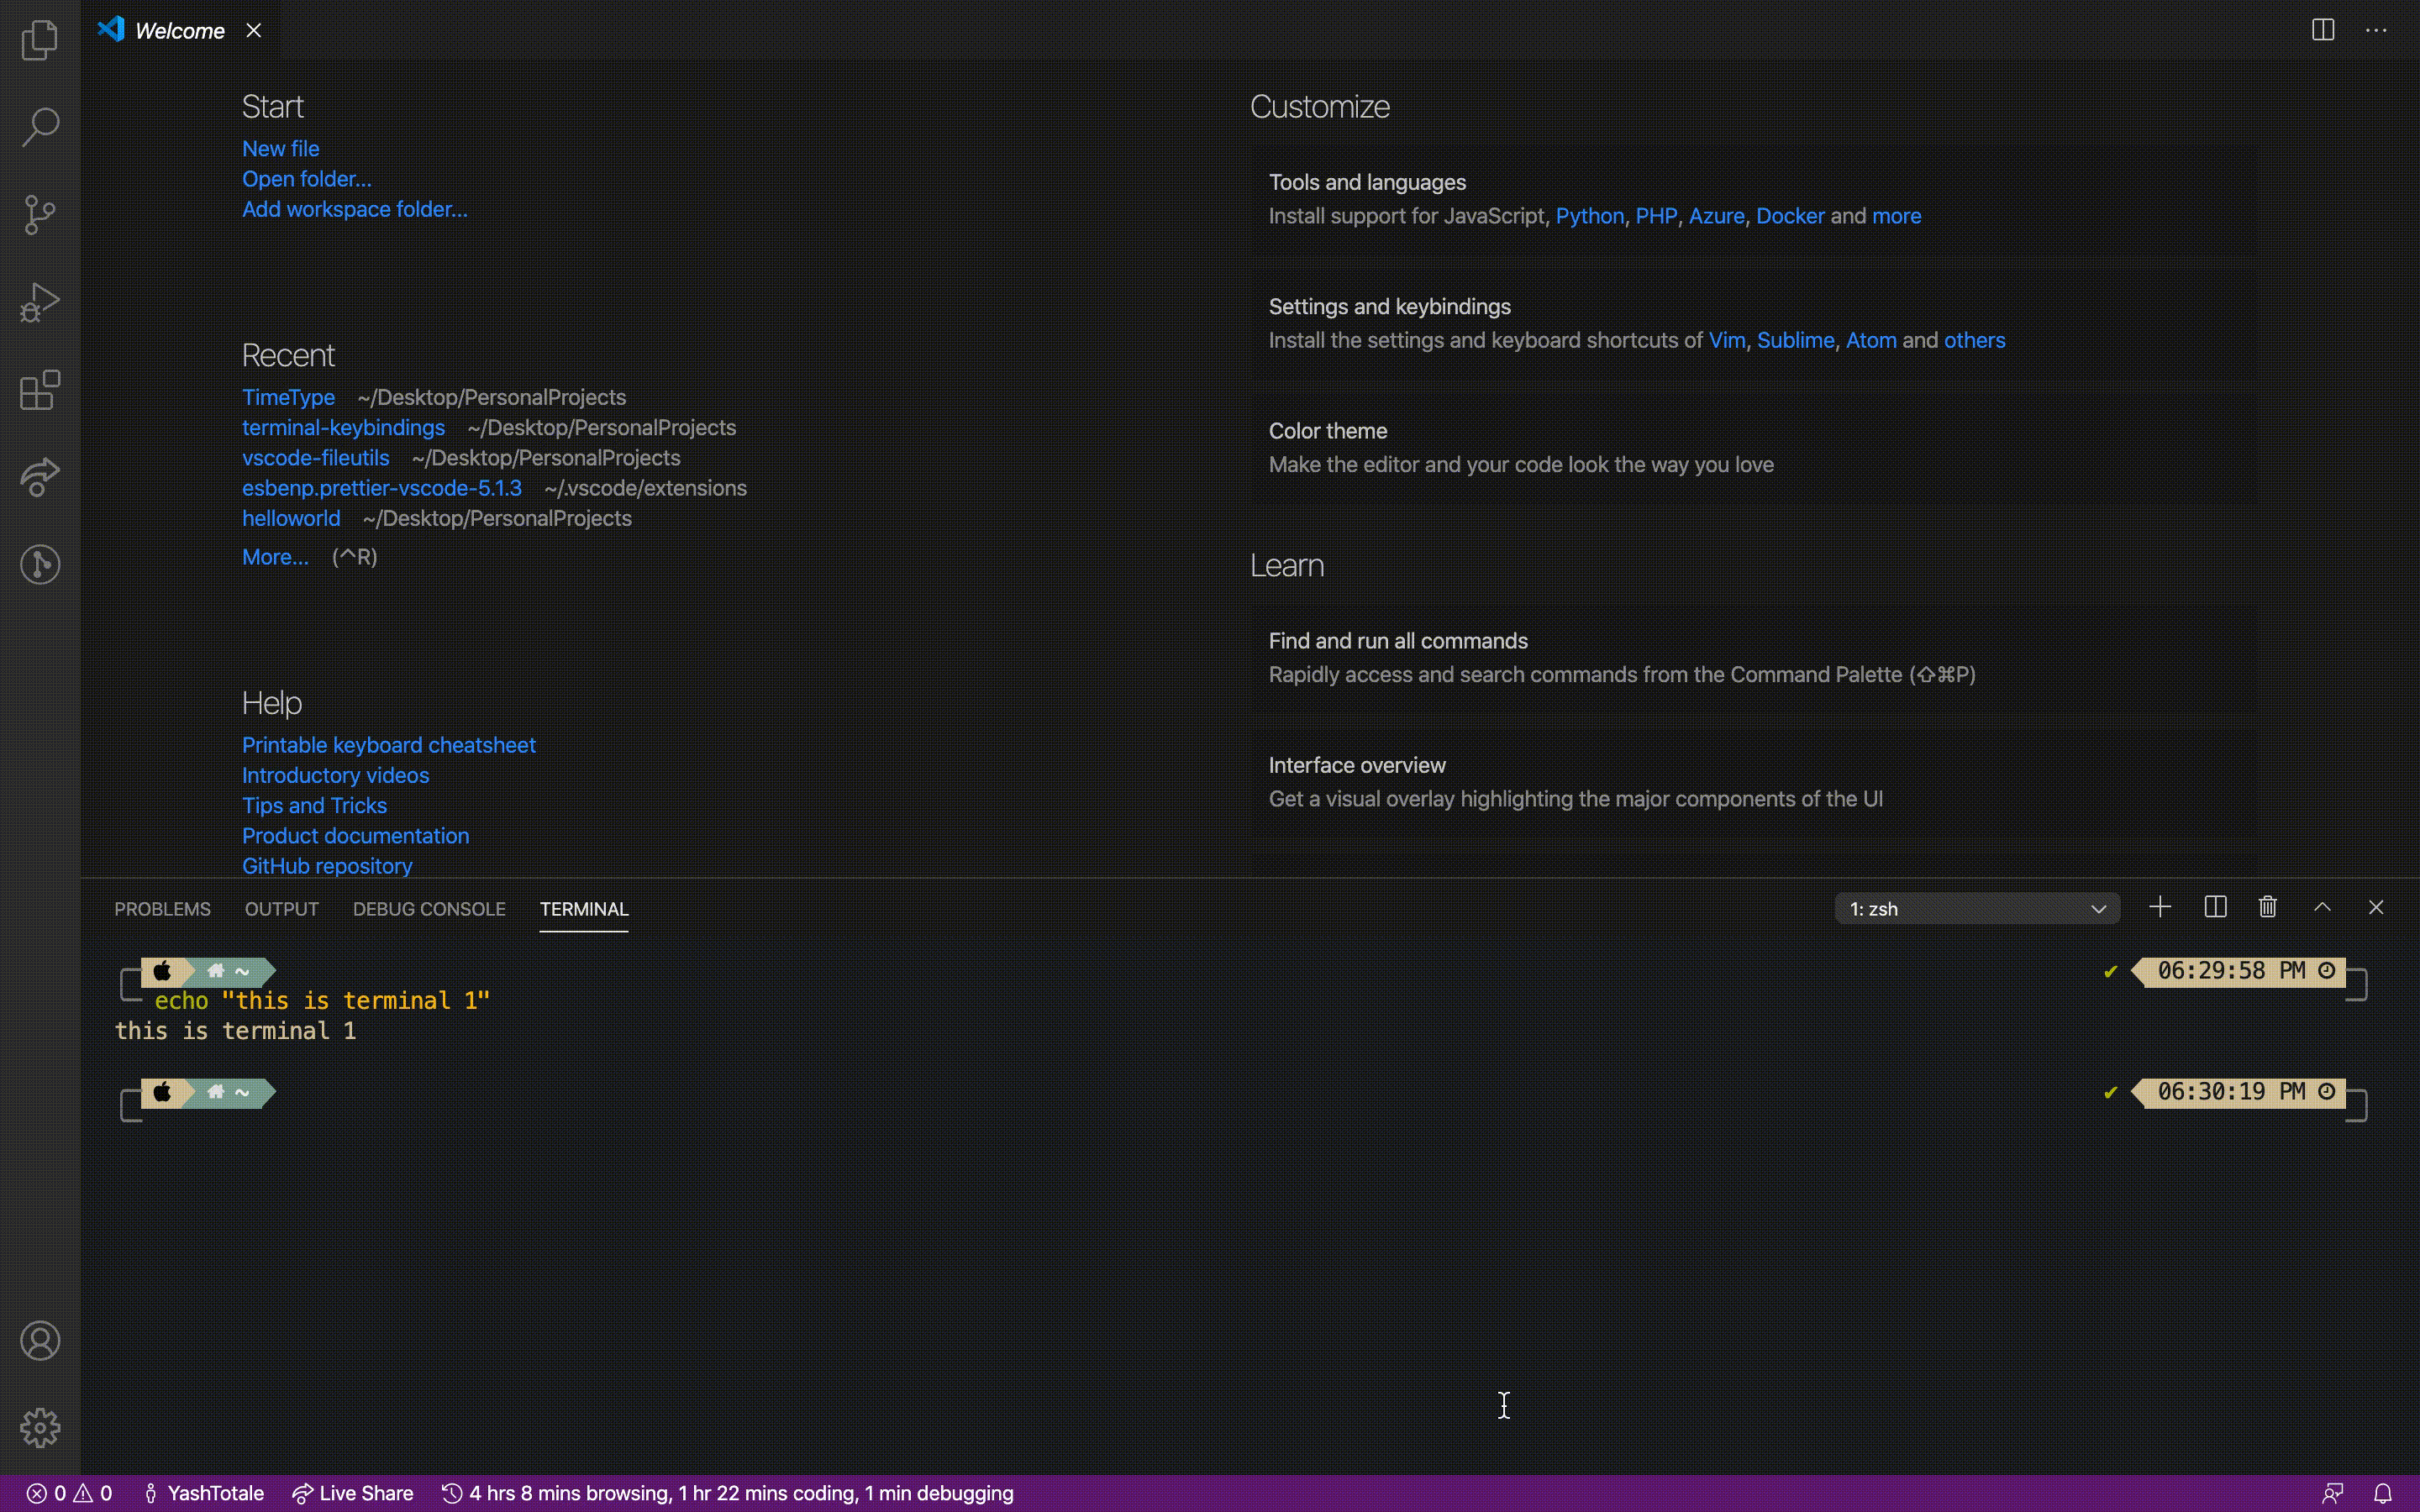 Welcome
Start
New file
Open folder...
Add workspace folder...
Recent
TimeType ~/Desktop/PersonalProjects
terminal-keybindings ~/Desktop/PersonalProjects
vscode-fileutils ~/Desktop/PersonalProjects
esbenp.prettier-vscode-5.1.3 ~/.vscode/extensions
helloworld ~/Desktop/PersonalProjects
More... (^R)
Help
Printable keyboard cheatsheet
Introductory videos
Tips and Tricks
Product documentation
GitHub repository
Customize
Tools and languages
Install support for JavaScript, Python, PHP, Azure, Docker and more
Settings and keybindings
Install the settings and keyboard shortcuts of Vim, Sublime, Atom and others
Color theme
Make the editor and your code look the way you love
Learn
Find and run all commands
Rapidly access and search commands from the Command Palette (⇧⌘P)
Interface overview
Get a visual overlay highlighting the major components of the UI
PROBLEMS OUTPUT DEBUG CONSOLE TERMINAL 1: zsh
~ ✔ 06:29:58 PM
echo "this is terminal 1"
this is terminal 1
~ ✔ 06:30:19 PM
0 0 YashTotale Live Share 4 hrs 8 mins browsing, 1 hr 22 mins coding, 1 min debugging